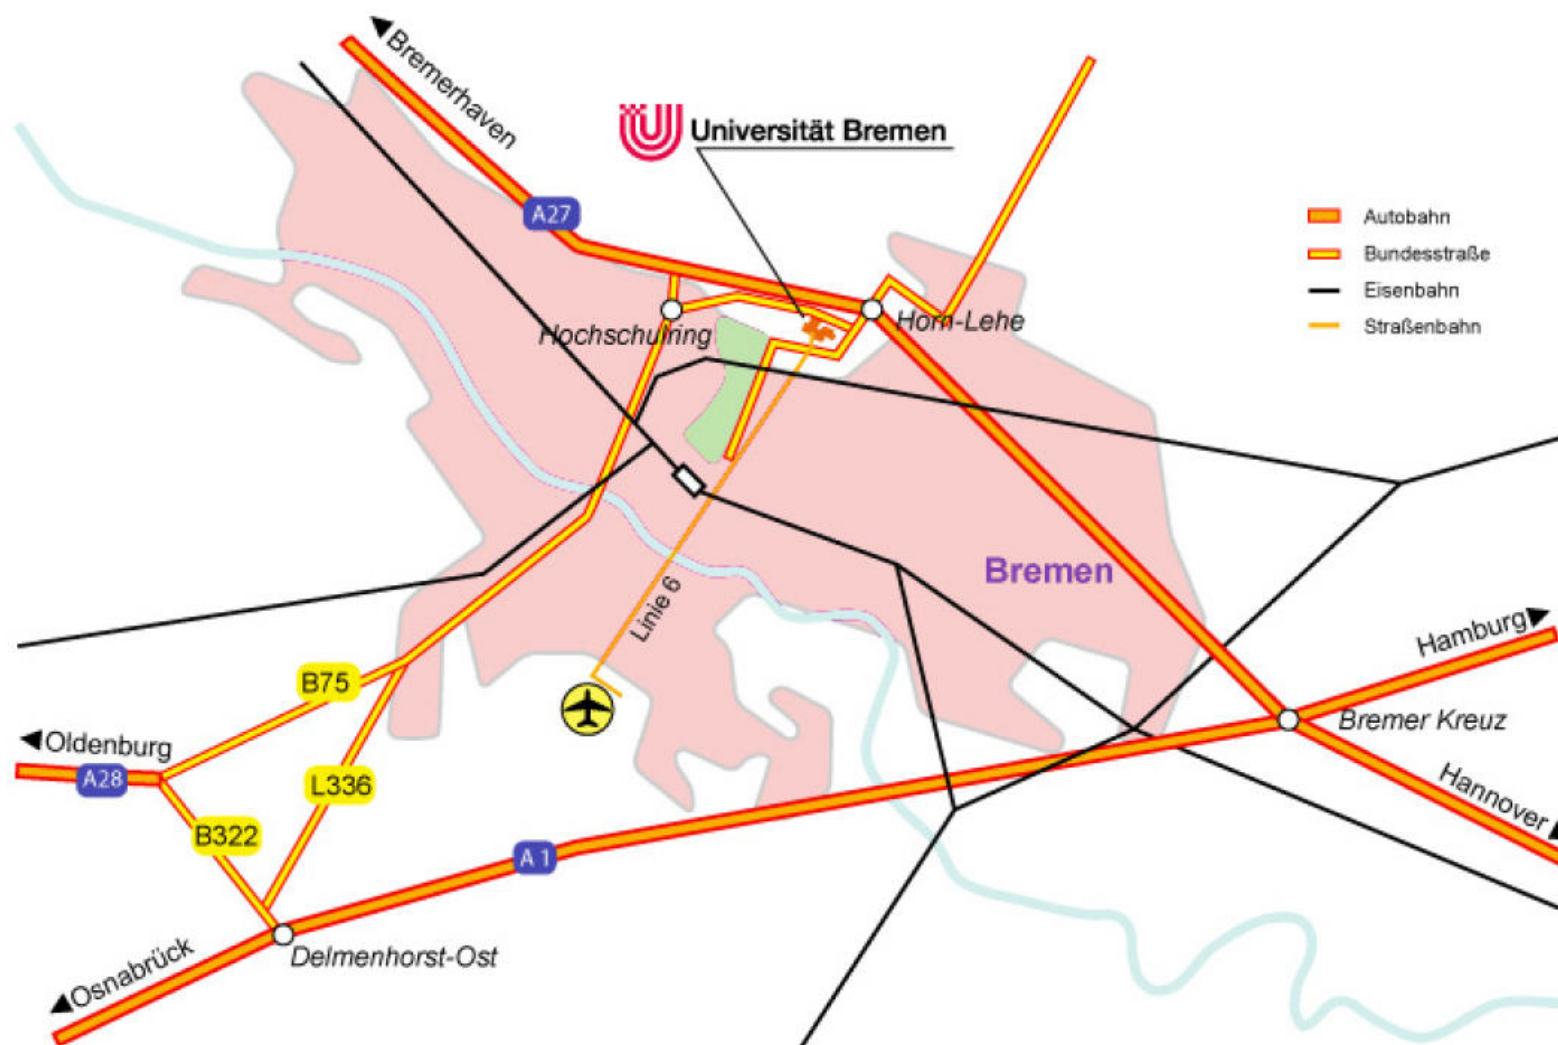 Bremerhaven
Universität Bremen
A27
Autobahn
Bundesstraße
Eisenbahn
Straßenbahn
Hochschulring
Horn-Lehe
Bremen
Linie 6
Hamburg
B75
Oldenburg
A28
L336
Bremer Kreuz
B322
Hannover
A 1
Osnabrück
Delmenhorst-Ost